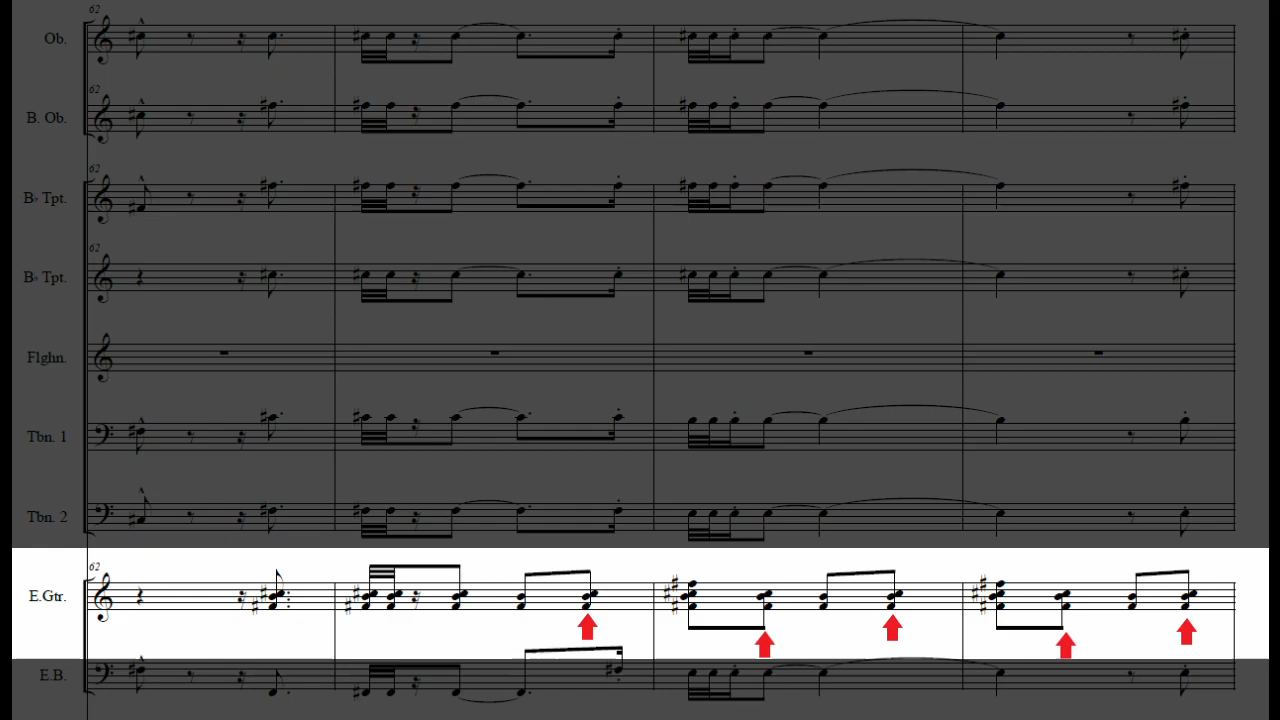 62
Ob.
62
B. Ob.
62
B♭ Tpt.
62
B♭ Tpt.
Flghn.
Tbn. 1
Tbn. 2
62
E.Gtr.
E.B.